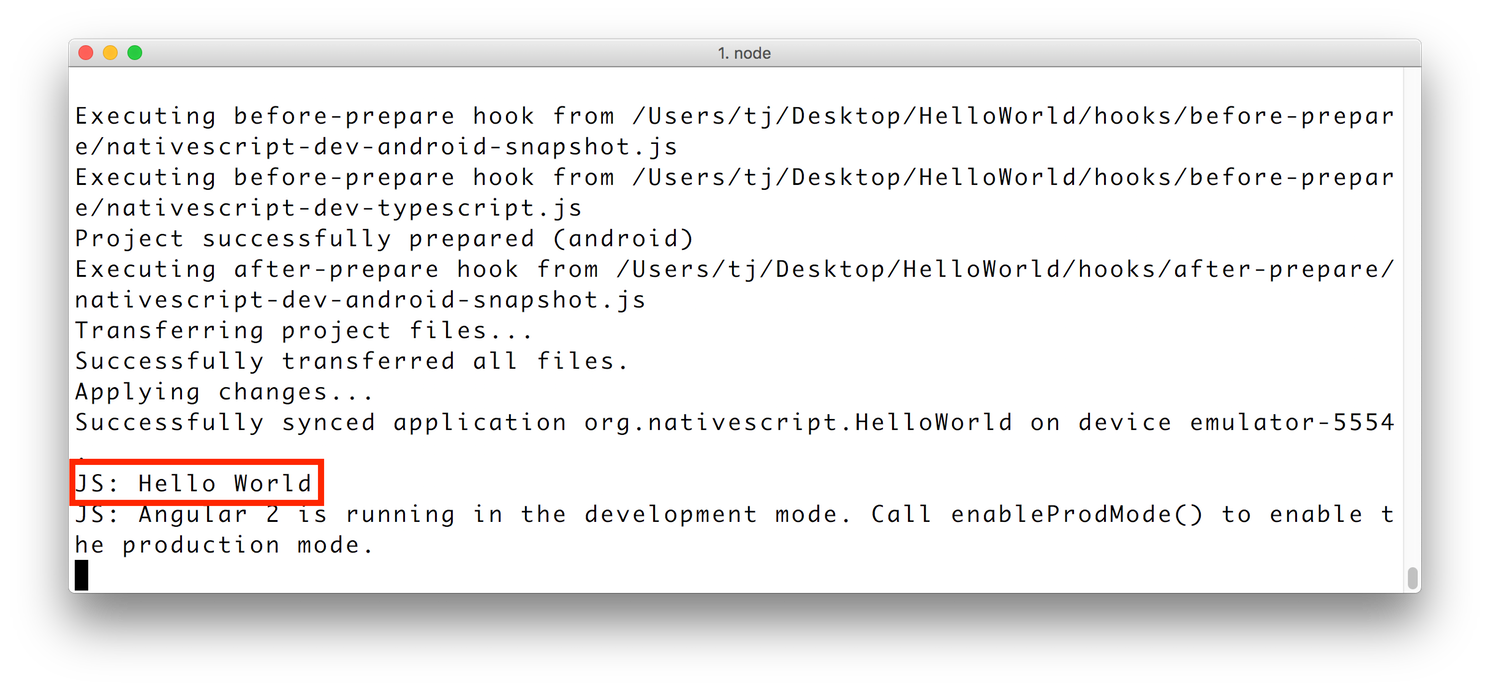 1. node
Executing before-prepare hook from /Users/tj/Desktop/HelloWorld/hooks/before-prepar
e/nativescript-dev-android-snapshot.js
Executing before-prepare hook from /Users/tj/Desktop/HelloWorld/hooks/before-prepar
e/nativescript-dev-typescript.js
Project successfully prepared (android)
Executing after-prepare hook from /Users/tj/Desktop/HelloWorld/hooks/after-prepare/
nativescript-dev-android-snapshot.js
Transferring project files...
Successfully transferred all files.
Applying changes...
Successfully synced application org.nativescript.HelloWorld on device emulator-5554
.
JS: Hello World
JS: Angular 2 is running in the development mode. Call enableProdMode() to enable t
he production mode.